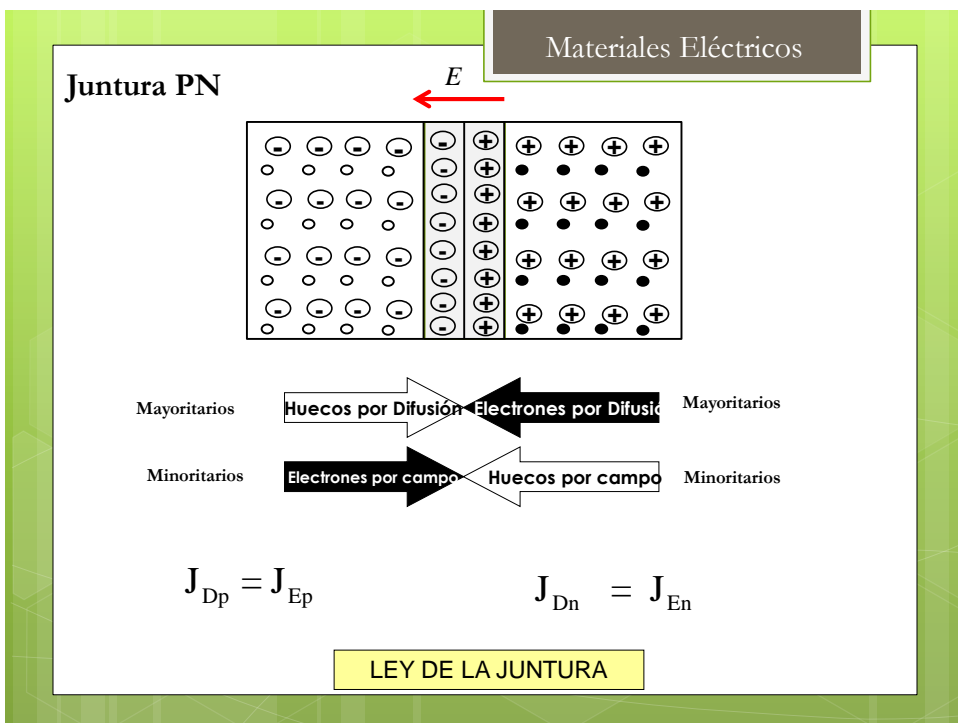 Materiales Eléctricos
Juntura PN
E
Mayoritarios
Huecos por Difusión
Electrones por Difusió
Mayoritarios
Minoritarios
Electrones por campo
Huecos por campo
Minoritarios
J_Dp = J_Ep
J_Dn = J_En
LEY DE LA JUNTURA